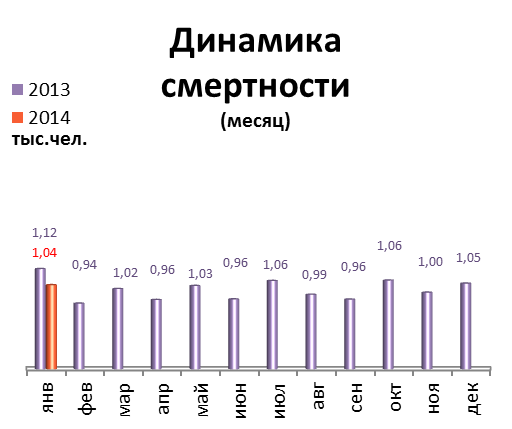 Динамика
смертности
(месяц)
2013
2014
тыс.чел.
1,12
1,04
0,94
1,02
0,96
1,03
0,96
1,06
0,99
0,96
1,06
1,00
1,05
янв
фев
мар
апр
май
июн
июл
авг
сен
окт
ноя
дек